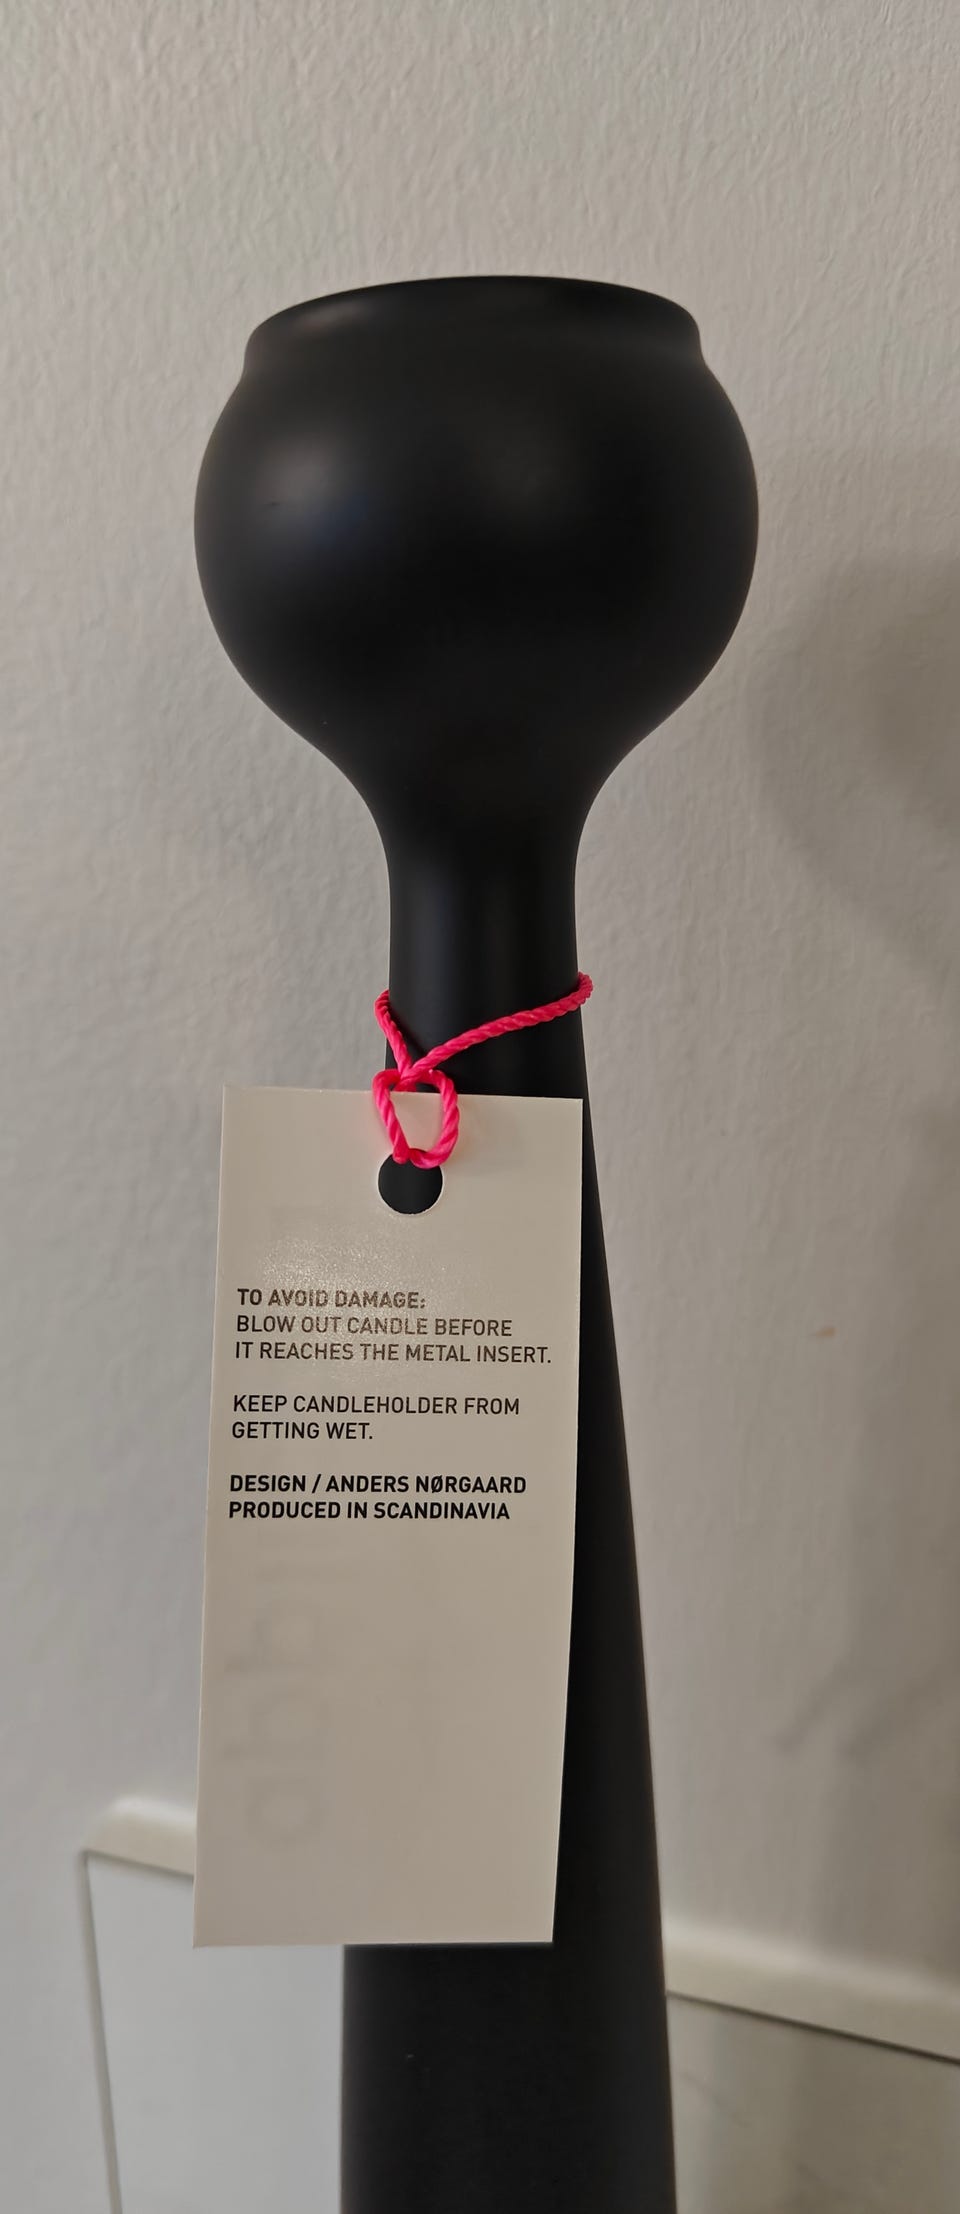 TO AVOID DAMAGE:
BLOW OUT CANDLE BEFORE
IT REACHES THE METAL INSERT.
KEEP CANDLEHOLDER FROM
GETTING WET.
DESIGN / ANDERS NØRGAARD
PRODUCED IN SCANDINAVIA